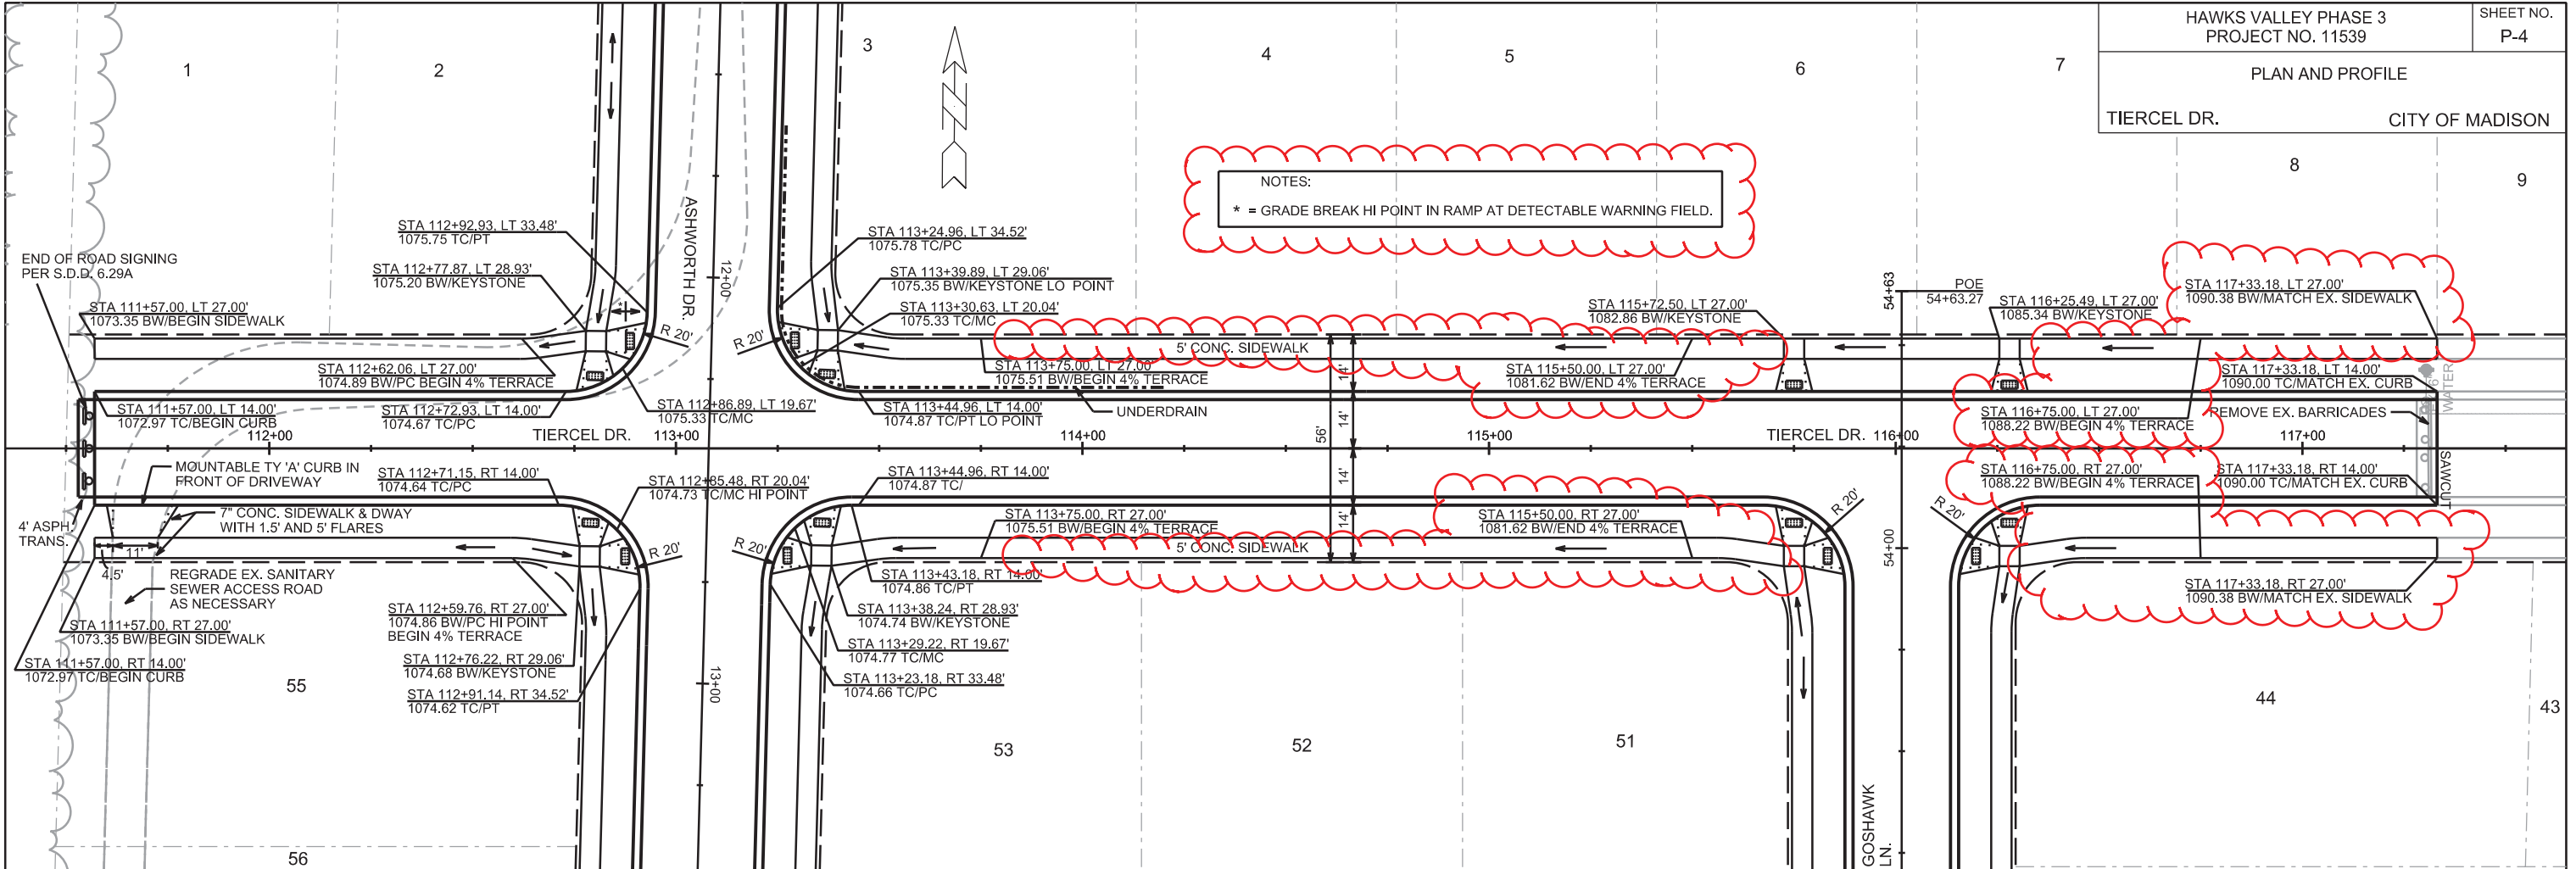 HAWKS VALLEY PHASE 3
PROJECT NO. 11539
SHEET NO.
P-4
PLAN AND PROFILE
TIERCEL DR.
CITY OF MADISON
1
2
3
4
5
6
7
8
9
NOTES:
* = GRADE BREAK HI POINT IN RAMP AT DETECTABLE WARNING FIELD.
END OF ROAD SIGNING
PER S.D.D. 6.29A
STA 111+57.00, LT 27.00'
1073.35 BW/BEGIN SIDEWALK
STA 112+92.93, LT 33.48'
1075.75 TC/PT
STA 112+77.87, LT 28.93'
1075.20 BW/KEYSTONE
STA 112+62.06, LT 27.00'
1074.89 BW/PC BEGIN 4% TERRACE
STA 111+57.00, LT 14.00'
1072.97 TC/BEGIN CURB
STA 112+72.93, LT 14.00'
1074.67 TC/PC
*
R 20'
ASHWORTH DR.
12+00
R 20'
STA 112+86.89, LT 19.67'
1075.33 TC/MC
STA 113+24.96, LT 34.52'
1075.78 TC/PC
STA 113+39.89, LT 29.06'
1075.35 BW/KEYSTONE LO POINT
STA 113+30.63, LT 20.04'
1075.33 TC/MC
STA 113+75.00, LT 27.00'
1075.51 BW/BEGIN 4% TERRACE
STA 113+44.96, LT 14.00'
1074.87 TC/PT LO POINT
UNDERDRAIN
5' CONC. SIDEWALK
STA 115+72.50, LT 27.00'
1082.86 BW/KEYSTONE
STA 115+50.00, LT 27.00'
1081.62 BW/END 4% TERRACE
54+63
POE
54+63.27
STA 116+25.49, LT 27.00'
1085.34 BW/KEYSTONE
STA 117+33.18, LT 27.00'
1090.38 BW/MATCH EX. SIDEWALK
STA 117+33.18, LT 14.00'
1090.00 TC/MATCH EX. CURB
STA 116+75.00, LT 27.00'
1088.22 BW/BEGIN 4% TERRACE
REMOVE EX. BARRICADES
WATER
14'
14'
56'
14'
14'
112+00
TIERCEL DR.
113+00
114+00
115+00
TIERCEL DR.
116+00
117+00
MOUNTABLE TY 'A' CURB IN
FRONT OF DRIVEWAY
4' ASPH.
TRANS.
7" CONC. SIDEWALK & DWAY
WITH 1.5' AND 5' FLARES
11'
4.5'
REGRADE EX. SANITARY
SEWER ACCESS ROAD
AS NECESSARY
STA 111+57.00, RT 27.00'
1073.35 BW/BEGIN SIDEWALK
STA 111+57.00, RT 14.00'
1072.97 TC/BEGIN CURB
STA 112+71.15, RT 14.00'
1074.64 TC/PC
STA 112+85.48, RT 20.04'
1074.73 TC/MC HI POINT
R 20'
STA 112+59.76, RT 27.00'
1074.86 BW/PC HI POINT
BEGIN 4% TERRACE
STA 112+76.22, RT 29.06'
1074.68 BW/KEYSTONE
STA 112+91.14, RT 34.52'
1074.62 TC/PT
R 20'
13+00
STA 113+44.96, RT 14.00'
1074.87 TC/
STA 113+75.00, RT 27.00'
1075.51 BW/BEGIN 4% TERRACE
5' CONC. SIDEWALK
STA 113+43.18, RT 14.00'
1074.86 TC/PT
STA 113+38.24, RT 28.93'
1074.74 BW/KEYSTONE
STA 113+29.22, RT 19.67'
1074.77 TC/MC
STA 113+23.18, RT 33.48'
1074.66 TC/PC
STA 115+50.00, RT 27.00'
1081.62 BW/END 4% TERRACE
R 20'
54+00
R 20'
STA 116+75.00, RT 27.00'
1088.22 BW/BEGIN 4% TERRACE
STA 117+33.18, RT 14.00'
1090.00 TC/MATCH EX. CURB
SAWCUT
STA 117+33.18, RT 27.00'
1090.38 BW/MATCH EX. SIDEWALK
GOSHAWK
LN.
55
56
53
52
51
44
43